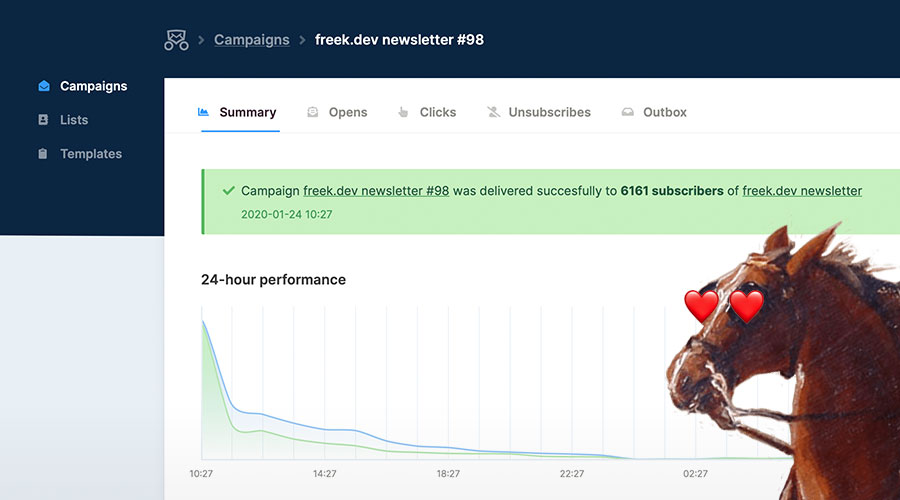 Campaigns > freek.dev newsletter #98
Campaigns
Lists
Templates
Summary Opens Clicks Unsubscribes Outbox
Campaign freek.dev newsletter #98 was delivered succesfully to 6161 subscribers of freek.dev newsletter
2020-01-24 10:27
24-hour performance
10:27 14:27 18:27 22:27 02:27